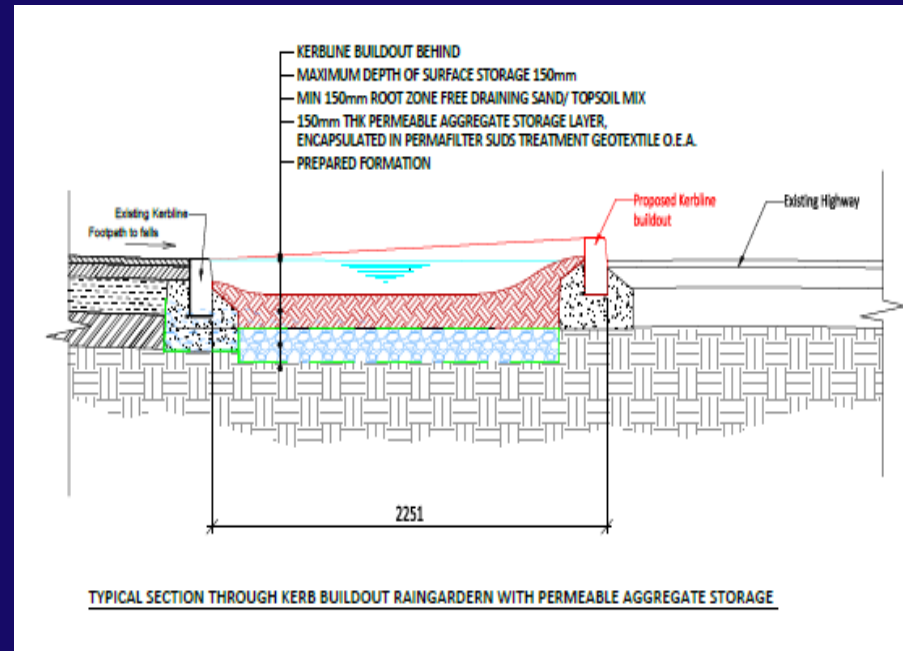 KERBLINE BUILDOUT BEHIND
MAXIMUM DEPTH OF SURFACE STORAGE 150mm
MIN 150mm ROOT ZONE FREE DRAINING SAND/ TOPSOIL MIX
150mm THK PERMEABLE AGGREGATE STORAGE LAYER,
ENCAPSULATED IN PERMAFILTER SUDS TREATMENT GEOTEXTILE O.E.A.
PREPARED FORMATION
Existing Kerbline
Footpath to falls
Proposed Kerbline
buildout
Existing Highway
2251
TYPICAL SECTION THROUGH KERB BUILDOUT RAINGARDERN WITH PERMEABLE AGGREGATE STORAGE